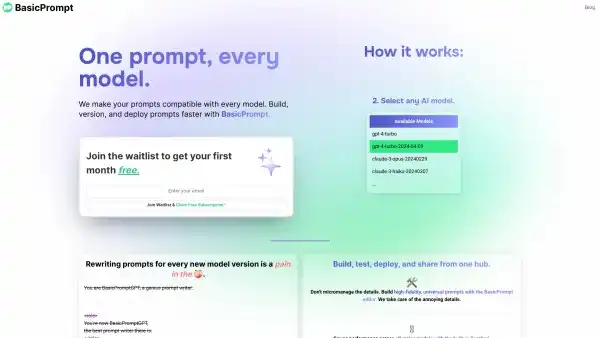 BasicPrompt
Blog
One prompt, every
model.
We make your prompts compatible with every model. Build,
version, and deploy prompts faster with BasicPrompt.
Join the waitlist to get your first
month free.
Enter your email
Join Waitlist & Claim Free Subscription*
How it works:
2. Select any AI model.
Available Models
gpt-4-turbo
gpt-4-turbo-2024-04-09
claude-3-opus-20240229
claude-3-haiku-20240307
...
Rewriting prompts for every new model version is a pain
in the 🍑.
You are BasicPromptGPT, a genius prompt writer.
<role>
You're now BasicPromptGPT,
the best prompt writer there is.
Build, test, deploy, and share from one hub.
Don't micromanage the details. Build high-fidelity, universal prompts with the BasicPrompt
editor. We take care of the annoying details.